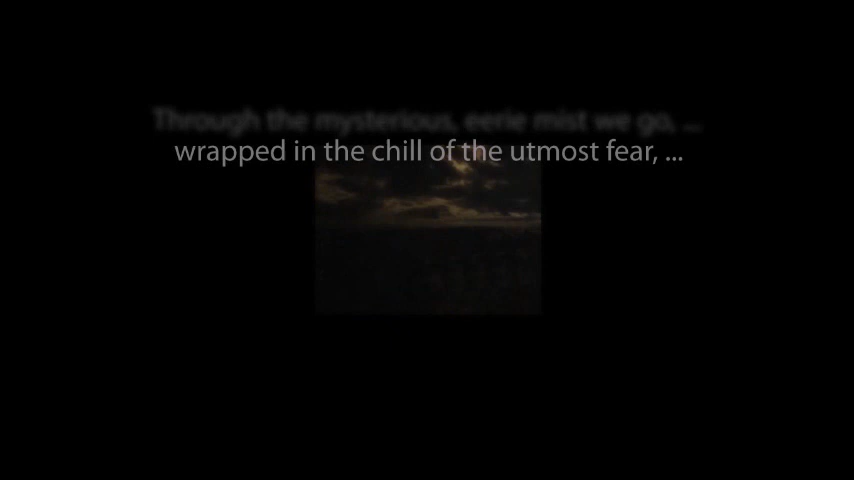 Through the mysterious, eerie mist we go, ...
wrapped in the chill of the utmost fear, ...